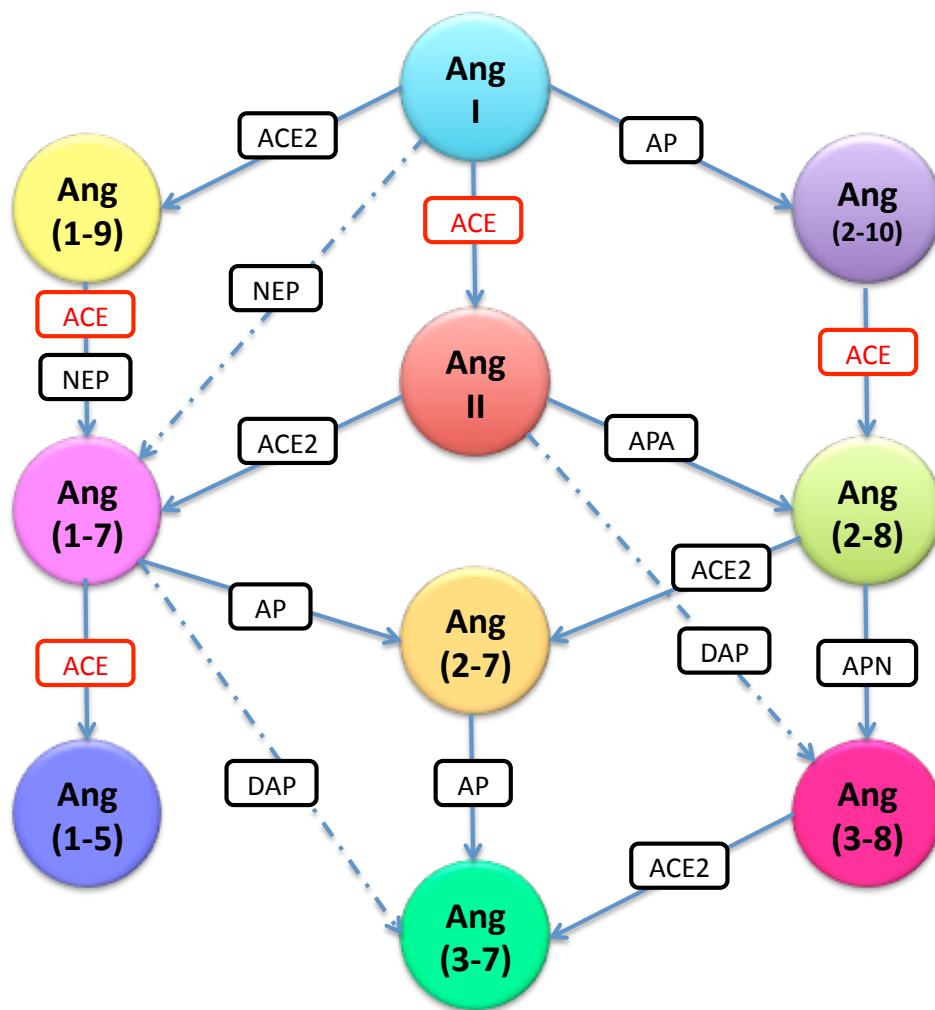 Ang
I
ACE2
AP
Ang
(1-9)
Ang
(2-10)
ACE
NEP
ACE
ACE
NEP
Ang
II
ACE2
APA
Ang
(1-7)
Ang
(2-8)
ACE2
AP
Ang
(2-7)
ACE
DAP
APN
DAP
AP
Ang
(1-5)
Ang
(3-8)
ACE2
Ang
(3-7)